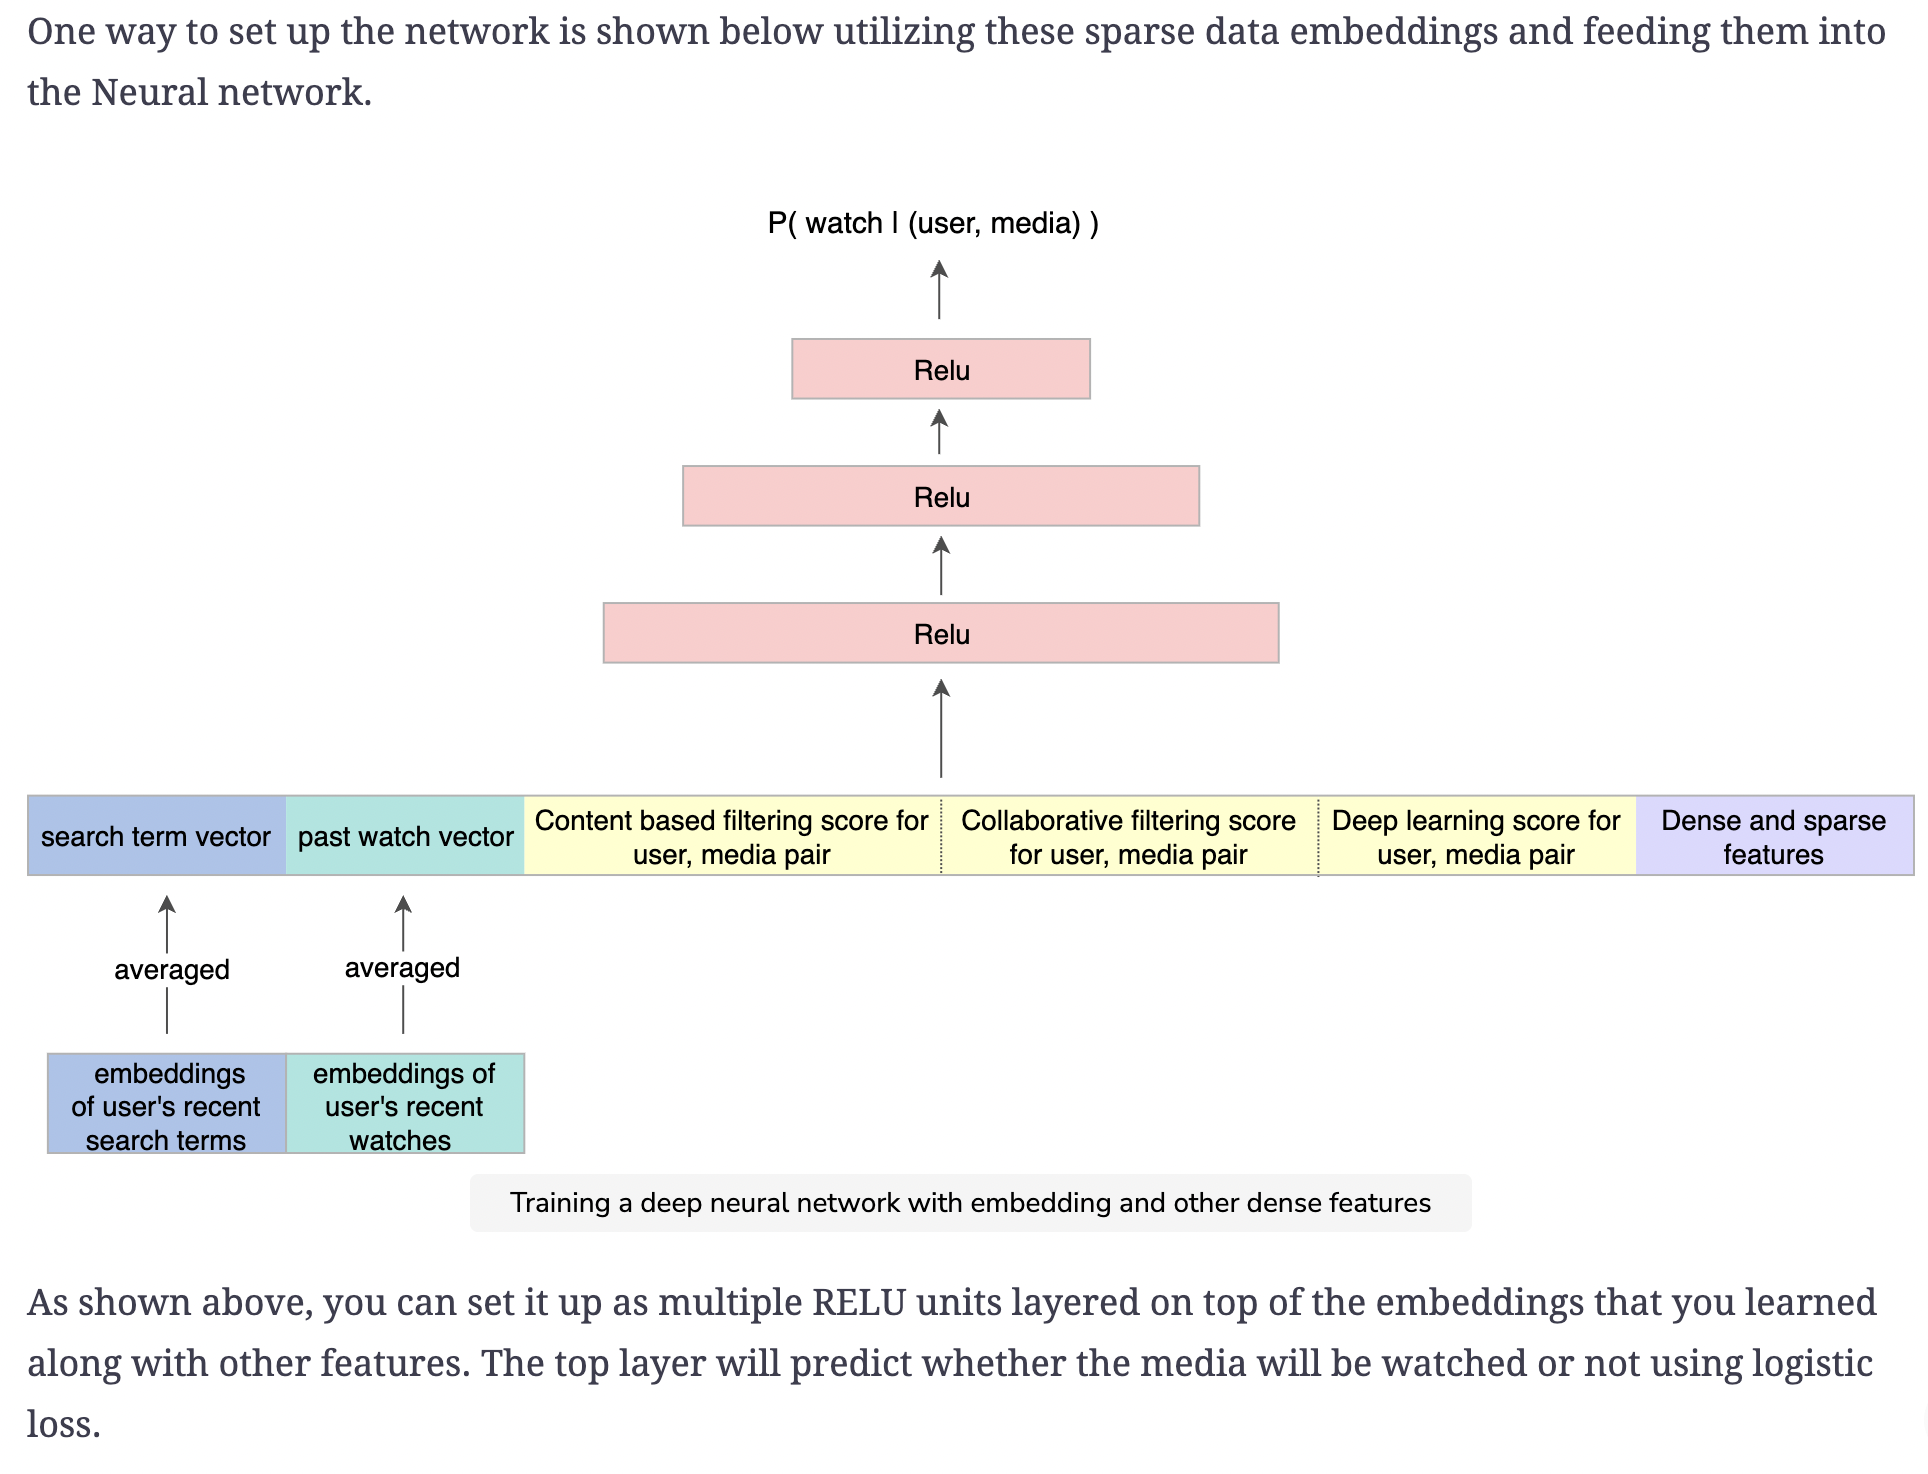 One way to set up the network is shown below utilizing these sparse data embeddings and feeding them into
the Neural network.
P( watch | (user, media) )
Relu
Relu
Relu
search term vector
past watch vector
Content based filtering score for
user, media pair
Collaborative filtering score
for user, media pair
Deep learning score for
user, media pair
Dense and sparse
features
averaged
averaged
embeddings
of user's recent
search terms
embeddings of
user's recent
watches
Training a deep neural network with embedding and other dense features
As shown above, you can set it up as multiple RELU units layered on top of the embeddings that you learned
along with other features. The top layer will predict whether the media will be watched or not using logistic
loss.